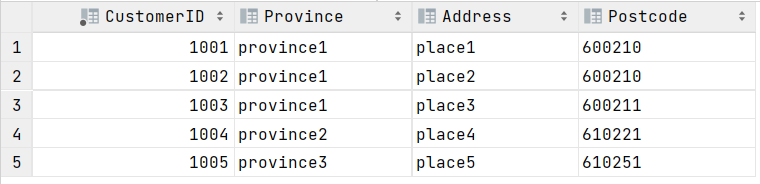 CustomerID Province Address Postcode
1 1001 province1 place1 600210
2 1002 province1 place2 600210
3 1003 province1 place3 600211
4 1004 province2 place4 610221
5 1005 province3 place5 610251